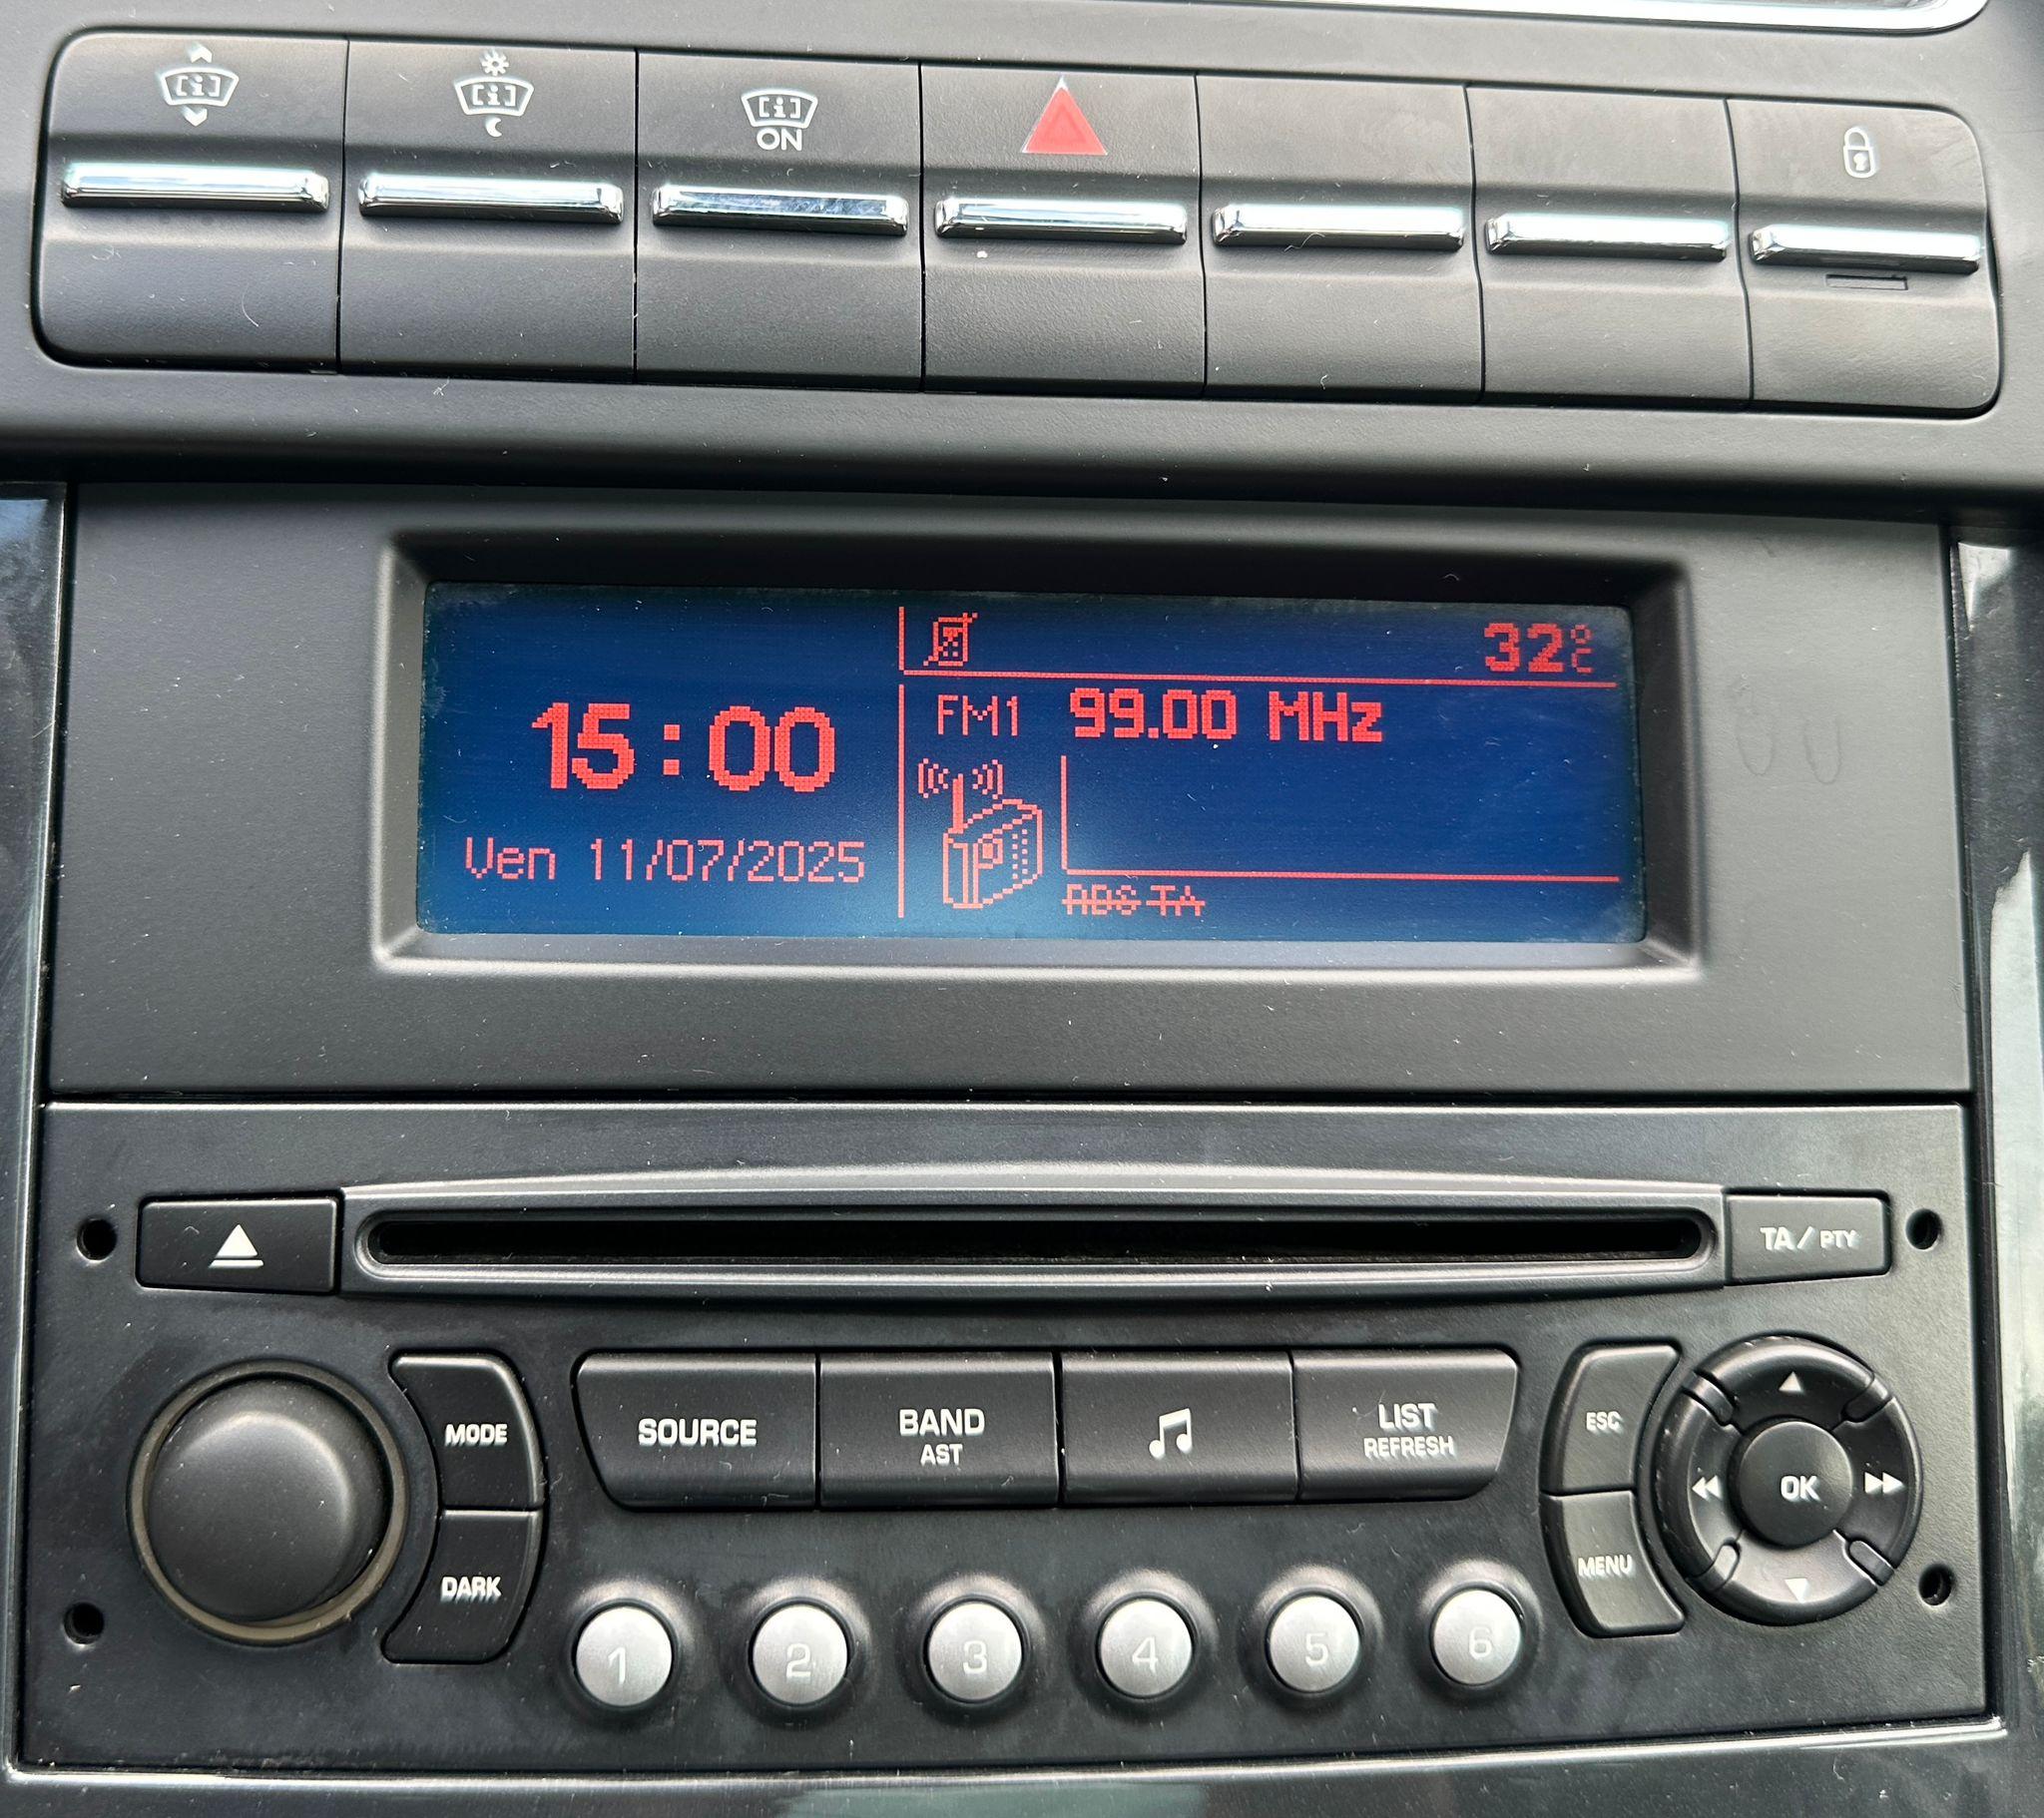 ON
32°C
FM1 99.00 MHz
15:00
Ven 11/07/2025
RDS TA
TA/PTY
MODE
SOURCE
BAND
AST
LIST
REFRESH
ESC
OK
DARK
MENU
1 2 3 4 5 6